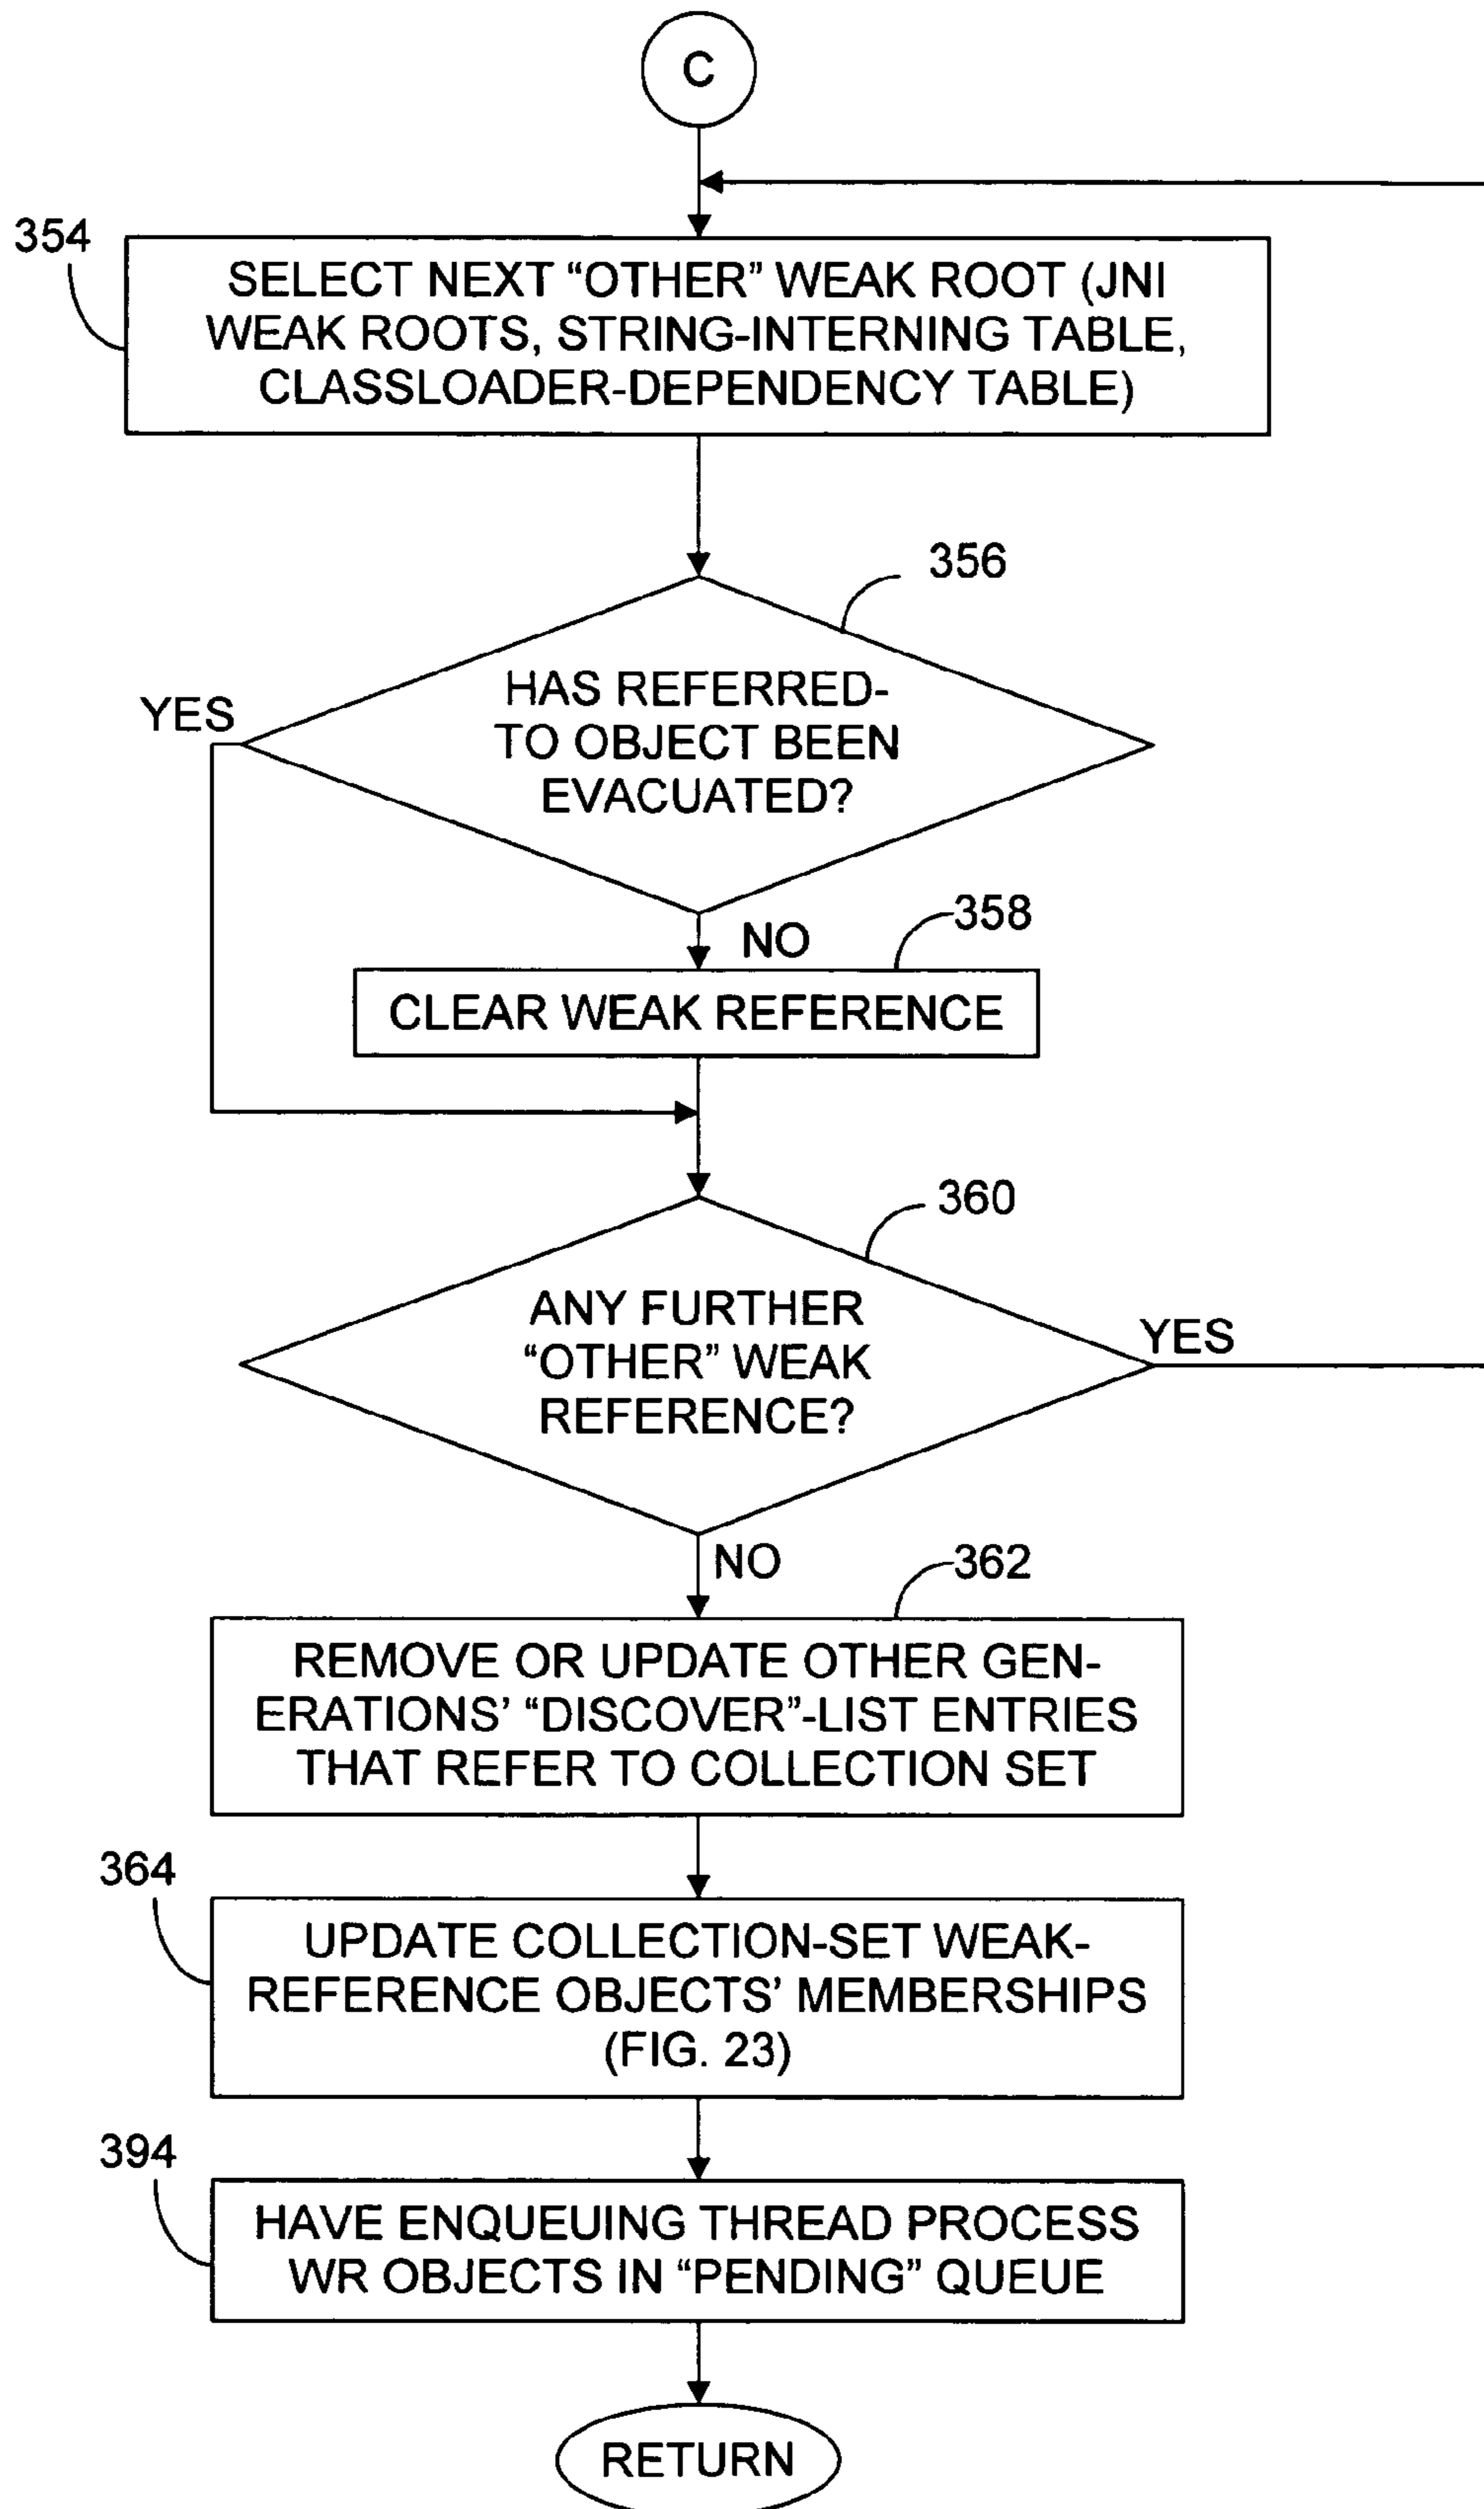 C
354
SELECT NEXT “OTHER” WEAK ROOT (JNI
WEAK ROOTS, STRING-INTERNING TABLE,
CLASSLOADER-DEPENDENCY TABLE)
356
HAS REFERRED-
TO OBJECT BEEN
EVACUATED?
YES
NO
358
CLEAR WEAK REFERENCE
360
ANY FURTHER
“OTHER” WEAK
REFERENCE?
YES
NO
362
REMOVE OR UPDATE OTHER GEN-
ERATIONS’ “DISCOVER”-LIST ENTRIES
THAT REFER TO COLLECTION SET
364
UPDATE COLLECTION-SET WEAK-
REFERENCE OBJECTS’ MEMBERSHIPS
(FIG. 23)
394
HAVE ENQUEUING THREAD PROCESS
WR OBJECTS IN “PENDING” QUEUE
RETURN